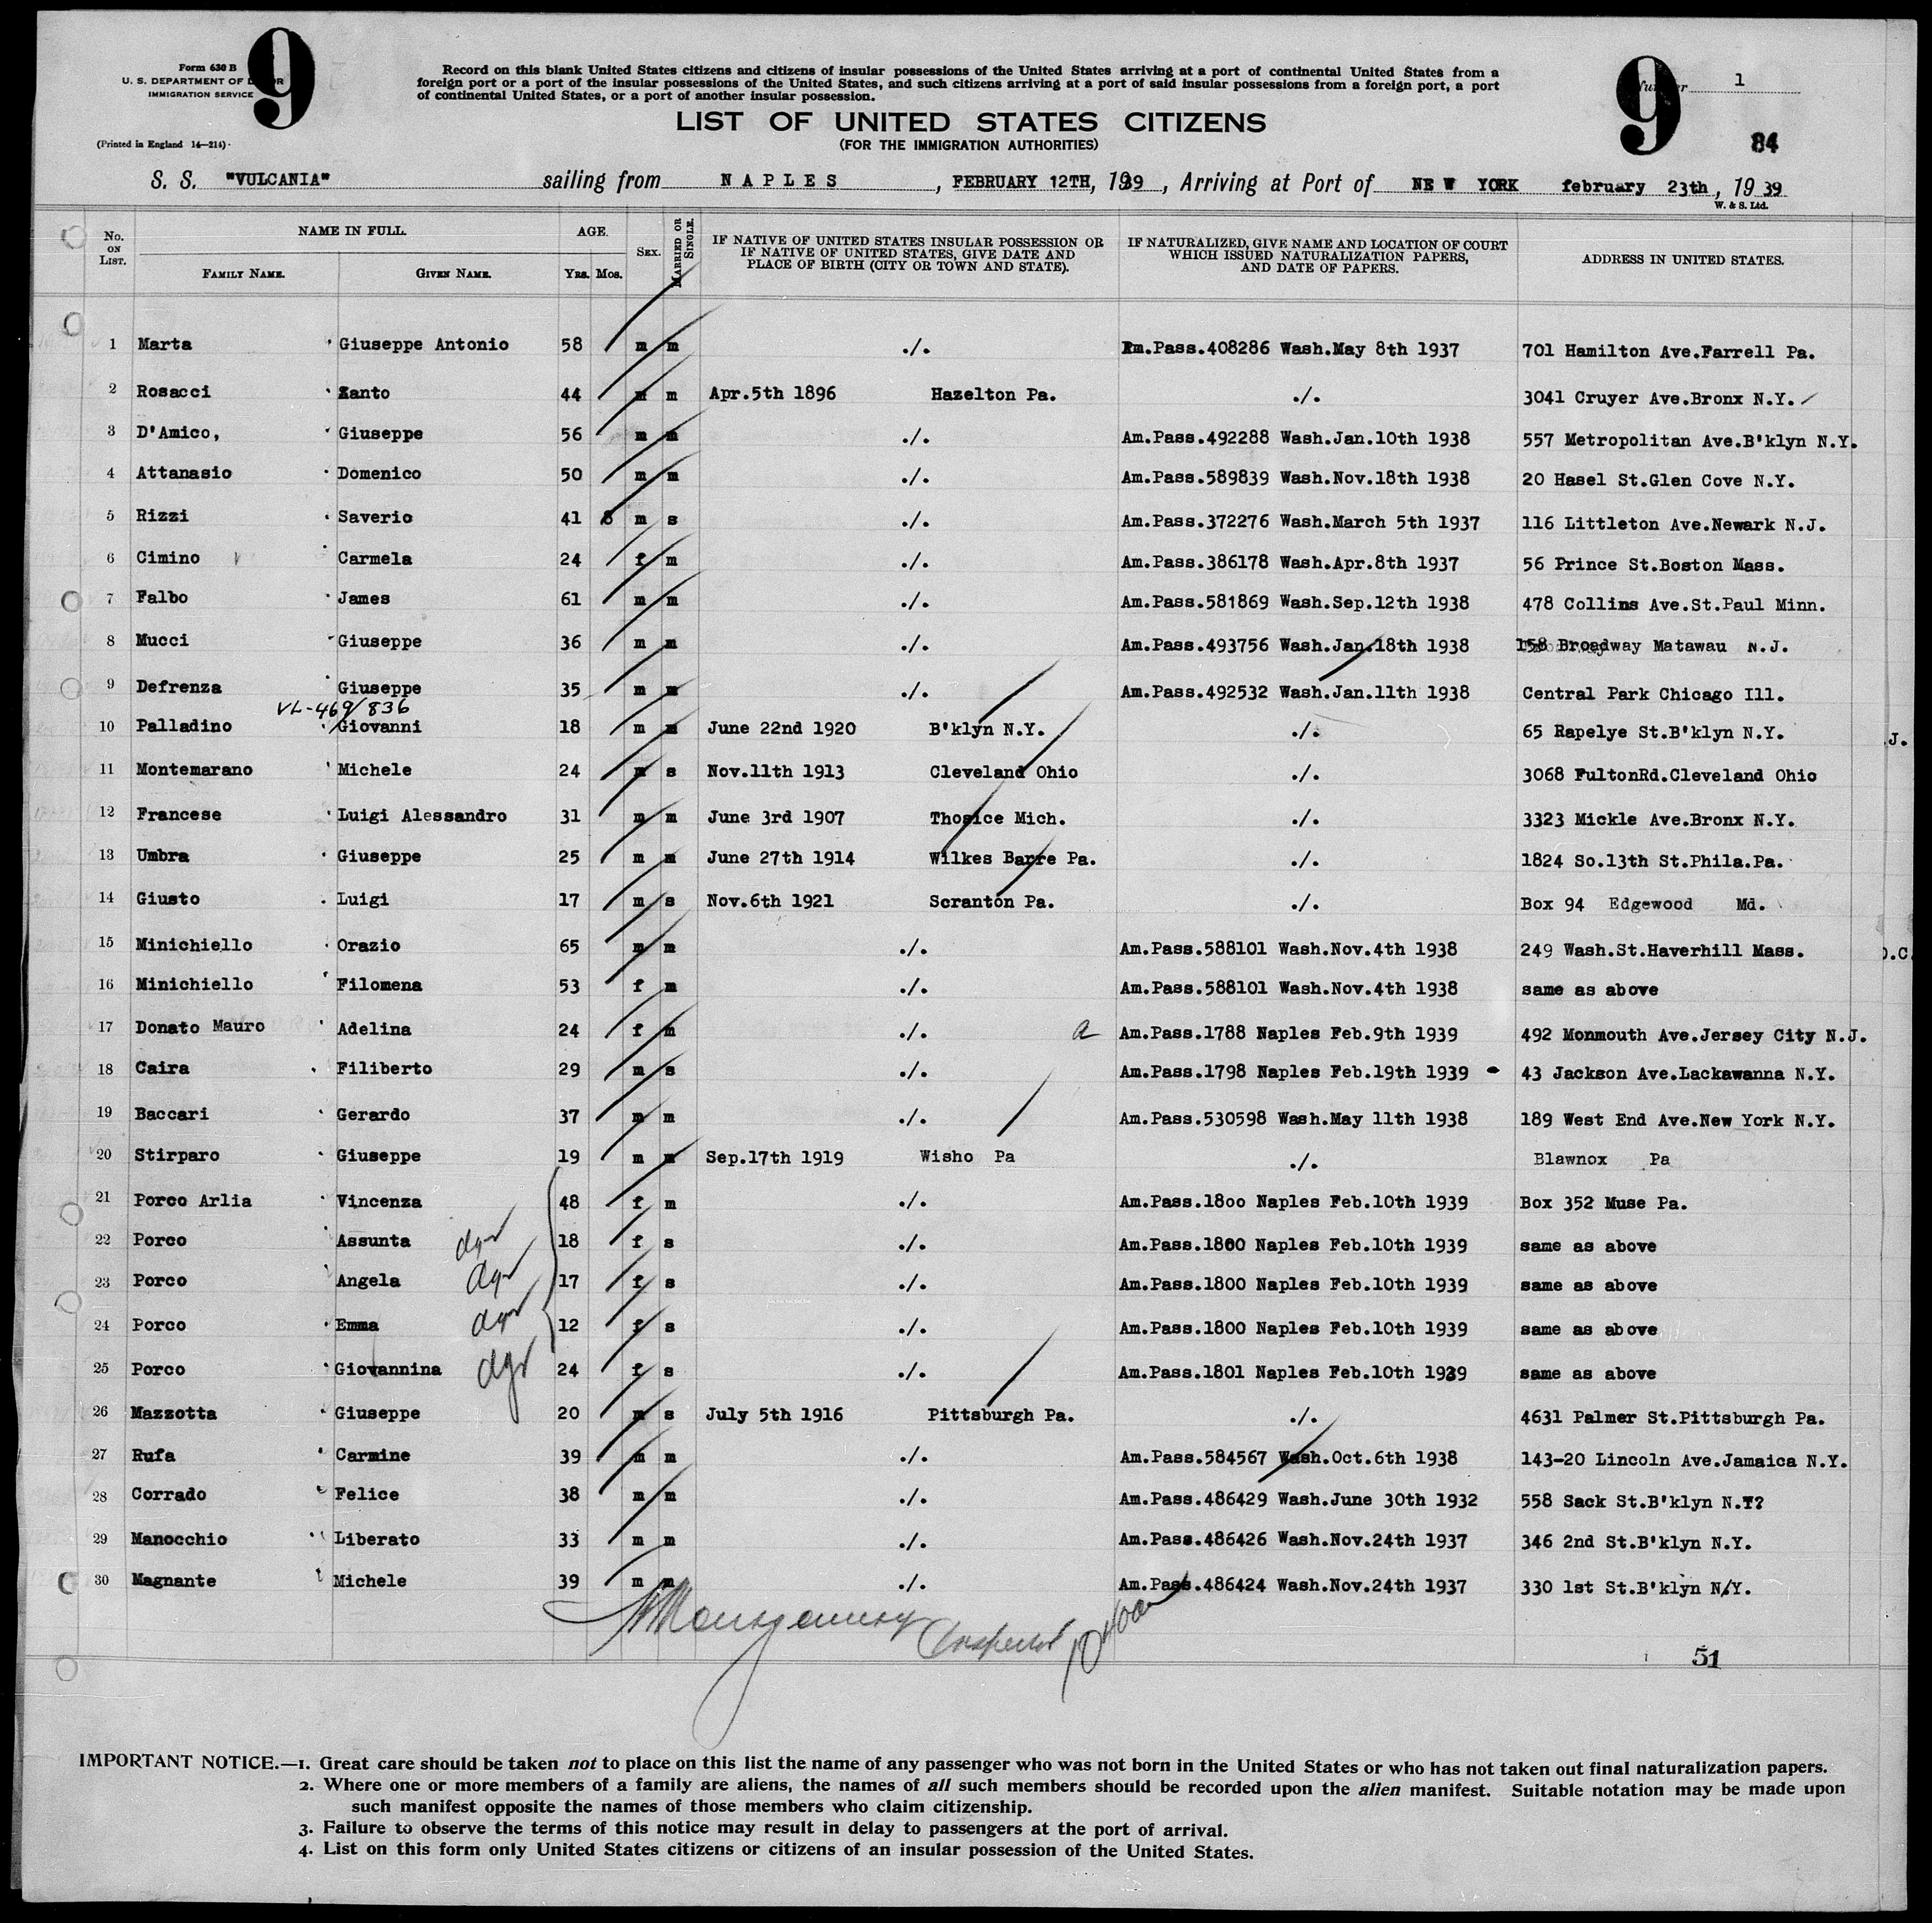 9
Form 630 B
U. S. DEPARTMENT OF LABOR
IMMIGRATION SERVICE
(Printed in England 14—214)
Record on this blank United States citizens and citizens of insular possessions of the United States arriving at a port of continental United States from a
foreign port or a port of the insular possessions of the United States, and such citizens arriving at a port of said insular possessions from a foreign port, a port
of continental United States, or a port of another insular possession.
LIST OF UNITED STATES CITIZENS
(FOR THE IMMIGRATION AUTHORITIES)
9
1
84
S. S. "VULCANIA" sailing from NAPLES, FEBRUARY 12TH, 1939, Arriving at Port of NEW YORK february 23th, 1939
W. & S. Ltd.
No. ON LIST. NAME IN FULL. FAMILY NAME. GIVEN NAME. AGE. YRS. MOS. SEX. MARRIED OR SINGLE. IF NATIVE OF UNITED STATES INSULAR POSSESSION OR IF NATIVE OF UNITED STATES, GIVE DATE AND PLACE OF BIRTH (CITY OR TOWN AND STATE). IF NATURALIZED, GIVE NAME AND LOCATION OF COURT WHICH ISSUED NATURALIZATION PAPERS, AND DATE OF PAPERS. ADDRESS IN UNITED STATES.
1 Marta Giuseppe Antonio 58 m m ./. Am.Pass.408286 Wash.May 8th 1937 701 Hamilton Ave.Farrell Pa.
2 Rosacci Santo 44 m m Apr.5th 1896 Hazelton Pa. ./. 3041 Cruyer Ave.Bronx N.Y.
3 D'Amico, Giuseppe 56 m m ./. Am.Pass.492288 Wash.Jan.10th 1938 557 Metropolitan Ave.B'klyn N.Y.
4 Attanasio Domenico 50 m m ./. Am.Pass.589839 Wash.Nov.18th 1938 20 Hasel St.Glen Cove N.Y.
5 Rizzi Saverio 41 8 m s ./. Am.Pass.372276 Wash.March 5th 1937 116 Littleton Ave.Newark N.J.
6 Cimino Carmela 24 f m ./. Am.Pass.386178 Wash.Apr.8th 1937 56 Prince St.Boston Mass.
7 Falbo James 61 m m ./. Am.Pass.581869 Wash.Sep.12th 1938 478 Collins Ave.St.Paul Minn.
8 Mucci Giuseppe 36 m m ./. Am.Pass.493756 Wash.Jan.18th 1938 158 Broadway Matawau N.J.
9 Defrenza Giuseppe 35 m m ./. Am.Pass.492532 Wash.Jan.11th 1938 Central Park Chicago Ill.
VL-469/836
10 Palladino Giovanni 18 m m June 22nd 1920 B'klyn N.Y. ./. 65 Rapelye St.B'klyn N.Y.
J.
11 Montemarano Michele 24 m s Nov.11th 1913 Cleveland Ohio ./. 3068 FultonRd.Cleveland Ohio
12 Francese Luigi Alessandro 31 m m June 3rd 1907 Thosice Mich. ./. 3323 Mickle Ave.Bronx N.Y.
13 Umbra Giuseppe 25 m m June 27th 1914 Wilkes Barre Pa. ./. 1824 So.13th St.Phila.Pa.
14 Giusto Luigi 17 m s Nov.6th 1921 Scranton Pa. ./. Box 94 Edgewood Md.
15 Minichiello Orazio 65 m m ./. Am.Pass.588101 Wash.Nov.4th 1938 249 Wash.St.Haverhill Mass.
16 Minichiello Filomena 53 f m ./. Am.Pass.588101 Wash.Nov.4th 1938 same as above
17 Donato Mauro Adelina 24 f m ./. a Am.Pass.1788 Naples Feb.9th 1939 492 Monmouth Ave.Jersey City N.J.
18 Caira Filiberto 29 m s ./. Am.Pass.1798 Naples Feb.19th 1939 43 Jackson Ave.Lackawanna N.Y.
19 Baccari Gerardo 37 m m ./. Am.Pass.530598 Wash.May 11th 1938 189 West End Ave.New York N.Y.
20 Stirparo Giuseppe 19 m m Sep.17th 1919 Wisho Pa ./. Blawnox Pa
21 Porco Arlia Vincenza 48 f m ./. Am.Pass.18oo Naples Feb.10th 1939 Box 352 Muse Pa.
22 Porco Assunta dgr 18 f s ./. Am.Pass.1800 Naples Feb.10th 1939 same as above
23 Porco Angela dgr 17 f s ./. Am.Pass.1800 Naples Feb.10th 1939 same as above
24 Porco Emma dgr 12 f s ./. Am.Pass.1800 Naples Feb.10th 1939 same as above
25 Porco Giovannina dgr 24 f s ./. Am.Pass.1801 Naples Feb.10th 1939 same as above
26 Mazzotta Giuseppe 20 m s July 5th 1916 Pittsburgh Pa. ./. 4631 Palmer St.Pittsburgh Pa.
27 Rufa Carmine 39 m m ./. Am.Pass.584567 Wash.Oct.6th 1938 143-20 Lincoln Ave.Jamaica N.Y.
28 Corrado Felice 38 m m ./. Am.Pass.486429 Wash.June 30th 1932 558 Sack St.B'klyn N.Y?
29 Manocchio Liberato 33 m m ./. Am.Pass.486426 Wash.Nov.24th 1937 346 2nd St.B'klyn N.Y.
30 Magnante Michele 39 m m ./. Am.Pass.486424 Wash.Nov.24th 1937 330 1st St.B'klyn N/Y.
Montgomery Inspector
51
IMPORTANT NOTICE.—1. Great care should be taken not to place on this list the name of any passenger who was not born in the United States or who has not taken out final naturalization papers.
2. Where one or more members of a family are aliens, the names of all such members should be recorded upon the alien manifest. Suitable notation may be made upon
such manifest opposite the names of those members who claim citizenship.
3. Failure to observe the terms of this notice may result in delay to passengers at the port of arrival.
4. List on this form only United States citizens or citizens of an insular possession of the United States.